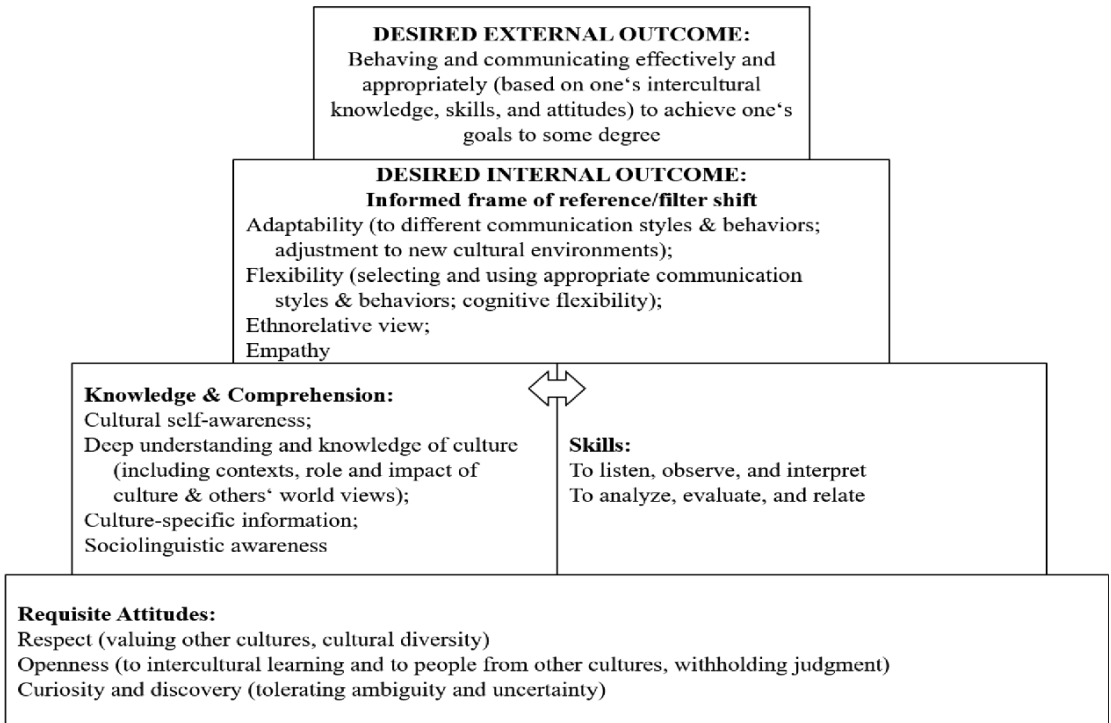 DESIRED EXTERNAL OUTCOME:
Behaving and communicating effectively and
appropriately (based on one‘s intercultural
knowledge, skills, and attitudes) to achieve one‘s
goals to some degree
DESIRED INTERNAL OUTCOME:
Informed frame of reference/filter shift
Adaptability (to different communication styles & behaviors;
adjustment to new cultural environments);
Flexibility (selecting and using appropriate communication
styles & behaviors; cognitive flexibility);
Ethnorelative view;
Empathy
Knowledge & Comprehension:
Cultural self-awareness;
Deep understanding and knowledge of culture
(including contexts, role and impact of
culture & others‘ world views);
Culture-specific information;
Sociolinguistic awareness
Skills:
To listen, observe, and interpret
To analyze, evaluate, and relate
Requisite Attitudes:
Respect (valuing other cultures, cultural diversity)
Openness (to intercultural learning and to people from other cultures, withholding judgment)
Curiosity and discovery (tolerating ambiguity and uncertainty)